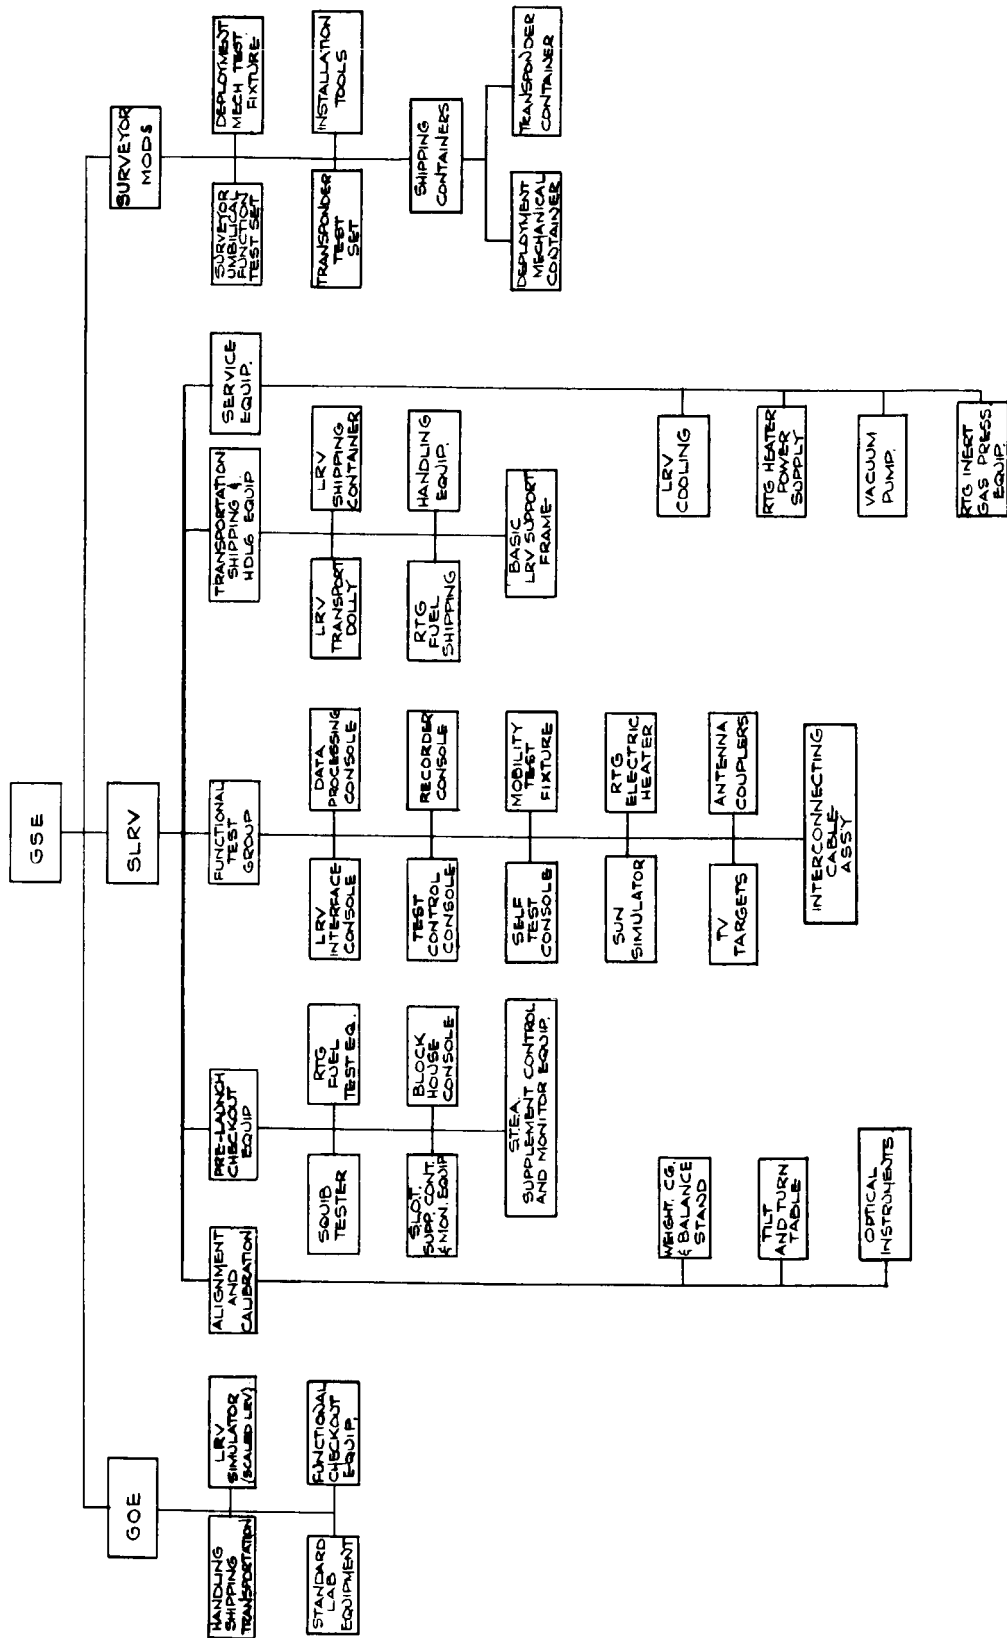 GSE
GOE
SLRV
SURVEYOR
MODS
HANDLING
SHIPPING
TRANSPORTATION
LRV
SIMULATOR
(SCALED LRV)
STANDARD
LAB
EQUIPMENT
FUNCTIONAL
CHECKOUT
EQUIP.
ALIGNMENT
AND
CALIBRATION
WEIGHT. CG.
& BALANCE
STAND
TILT
AND TURN
TABLE
OPTICAL
INSTRUMENTS
PRE-LAUNCH
CHECKOUT
EQUIP
SQUIB
TESTER
RTG
FUEL
TEST EQ.
S.L.O.T.
SUPP. CONT.
& MON. EQUIP
BLOCK
HOUSE
CONSOLE
S.T.E.A.
SUPPLEMENT CONTROL
AND MONITOR EQUIP.
FUNCTIONAL
TEST
GROUP
LRV
INTERFACE
CONSOLE
DATA
PROCESSING
CONSOLE
TEST
CONTROL
CONSOLE
RECORDER
CONSOLE
SELF
TEST
CONSOLE
MOBILITY
TEST
FIXTURE
SUN
SIMULATOR
RTG
ELECTRIC
HEATER
TV
TARGETS
ANTENNA
COUPLERS
INTERCONNECTING
CABLE
ASSY
TRANSPORTATION
SHIPPING &
HDLG EQUIP
LRV
TRANSPORT
DOLLY
LRV
SHIPPING
CONTAINER
RTG
FUEL
SHIPPING
HANDLING
EQUIP.
BASIC
LRV SUPPORT
FRAME
SERVICE
EQUIP.
LRV
COOLING
RTG HEATER
POWER
SUPPLY
VACUUM
PUMP.
RTG INERT
GAS PRESS
EQUIP.
SURVEYOR
UMBILICAL
FUNCTION
TEST SET
DEPLOYMENT
MECH TEST
FIXTURE
TRANSPONDER
TEST
SET
INSTALLATION
TOOLS
SHIPPING
CONTAINERS
DEPLOYMENT
MECHANICAL
CONTAINER
TRANSPONDER
CONTAINER